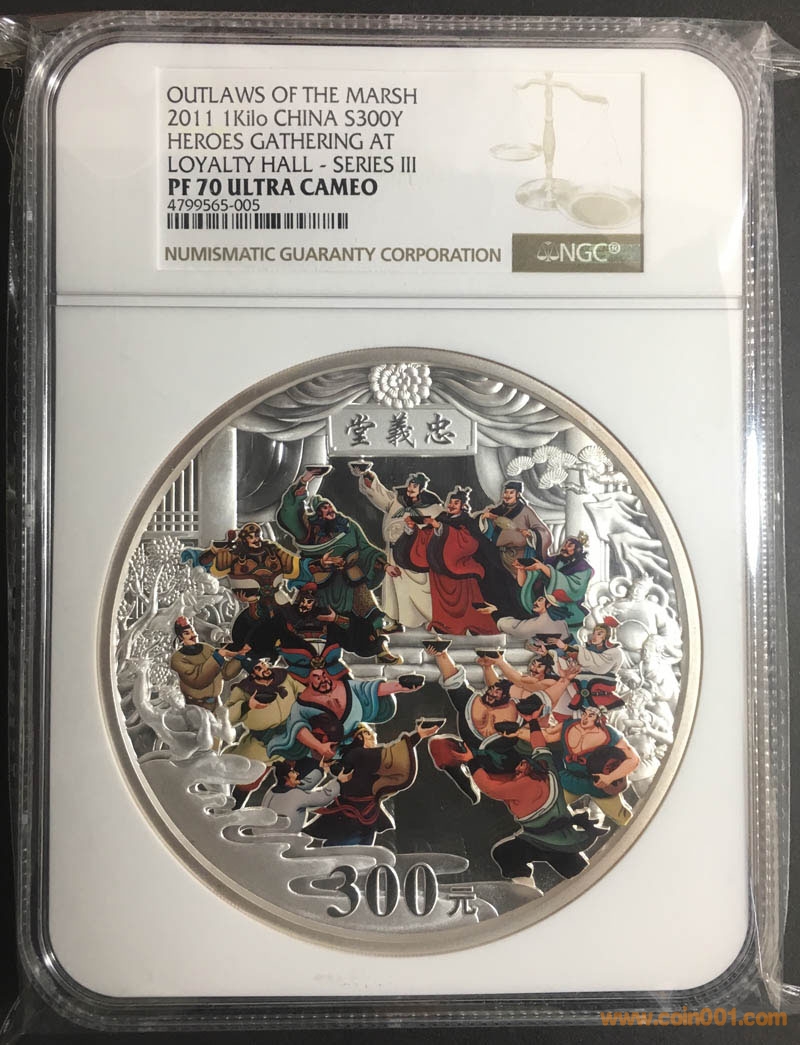 OUTLAWS OF THE MARSH
2011 1Kilo CHINA S300Y
HEROES GATHERING AT
LOYALTY HALL - SERIES III
PF 70 ULTRA CAMEO
4799565-005
NUMISMATIC GUARANTY CORPORATION
NGC®
堂義忠
300元
www.coin001.com